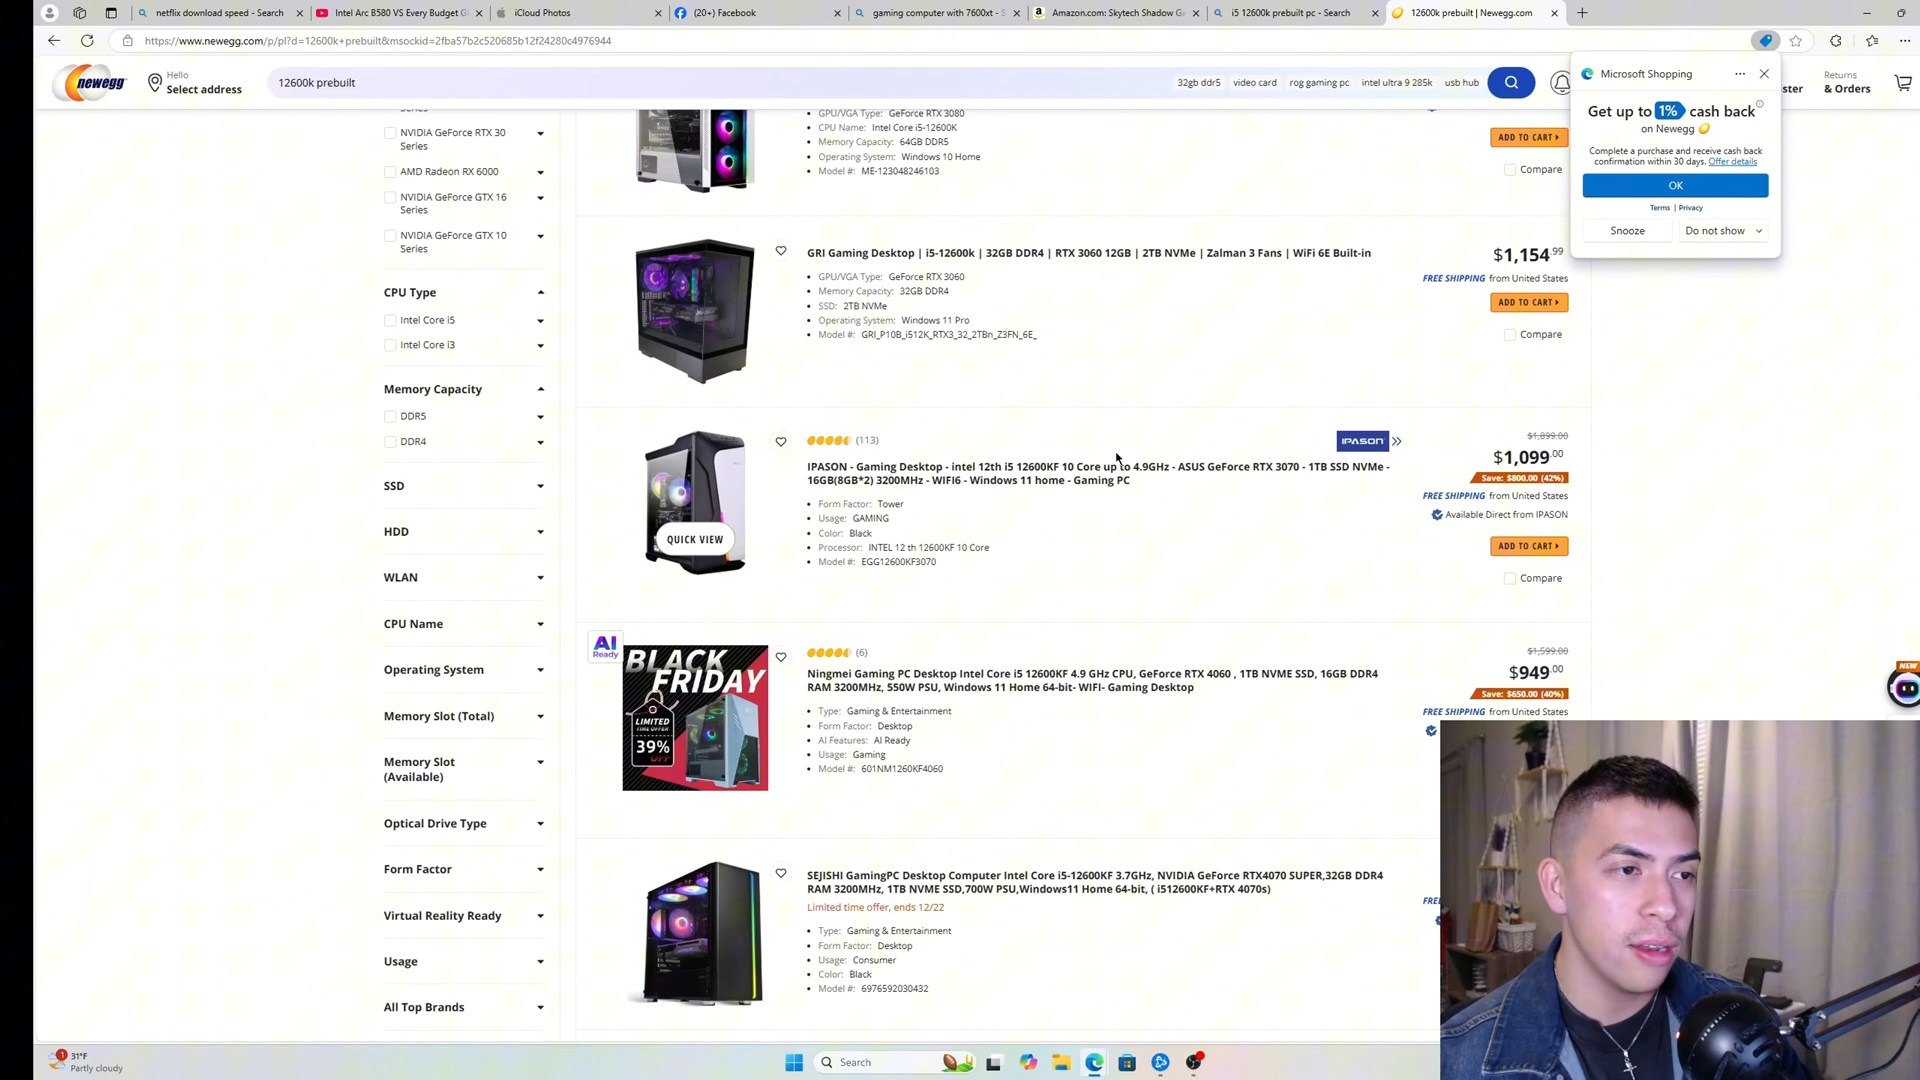 netflix download speed - Search
Intel Arc B580 VS Every Budget G
iCloud Photos
(20+) Facebook
gaming computer with 7600xt - S
Amazon.com: Skytech Shadow Ge
i5 12600k prebuilt pc - Search
12600k prebuilt | Newegg.com
https://www.newegg.com/p/pl?d=12600k+prebuilt&msockid=2fba57b2c520685b12f24280c4976944
newegg
Hello
Select address
12600k prebuilt
32gb ddr5
video card
rog gaming pc
intel ultra 9 285k
usb hub
Returns
& Orders
Microsoft Shopping
Get up to 1% cash back
on Newegg
Complete a purchase and receive cash back
confirmation within 30 days. Offer details
OK
Terms | Privacy
Snooze
Do not show
NVIDIA GeForce RTX 30
Series
AMD Radeon RX 6000
NVIDIA GeForce GTX 16
Series
NVIDIA GeForce GTX 10
Series
CPU Type
Intel Core i5
Intel Core i3
Memory Capacity
DDR5
DDR4
SSD
HDD
WLAN
CPU Name
Operating System
Memory Slot (Total)
Memory Slot
(Available)
Optical Drive Type
Form Factor
Virtual Reality Ready
Usage
All Top Brands
GPU/VGA Type: GeForce RTX 3080
CPU Name: Intel Core i5-12600K
Memory Capacity: 64GB DDR5
Operating System: Windows 10 Home
Model #: ME-123048246103
ADD TO CART
Compare
GRI Gaming Desktop | i5-12600k | 32GB DDR4 | RTX 3060 12GB | 2TB NVMe | Zalman 3 Fans | WiFi 6E Built-in
GPU/VGA Type: GeForce RTX 3060
Memory Capacity: 32GB DDR4
SSD: 2TB NVMe
Operating System: Windows 11 Pro
Model #: GRI_P10B_i512K_RTX3_32_2TBn_Z3FN_6E_
$1,154.99
FREE SHIPPING from United States
ADD TO CART
Compare
QUICK VIEW
(113)
IPASON
IPASON - Gaming Desktop - intel 12th i5 12600KF 10 Core up to 4.9GHz - ASUS GeForce RTX 3070 - 1TB SSD NVMe -
16GB(8GB*2) 3200MHz - WIFI6 - Windows 11 home - Gaming PC
Form Factor: Tower
Usage: GAMING
Color: Black
Processor: INTEL 12 th 12600KF 10 Core
Model #: EGG12600KF3070
$1,899.00
$1,099.00
Save: $800.00 (42%)
FREE SHIPPING from United States
Available Direct from IPASON
ADD TO CART
Compare
AI
Ready
BLACK
FRIDAY
LIMITED
TIME OFFER
39%
OFF
(6)
Ningmei Gaming PC Desktop Intel Core i5 12600KF 4.9 GHz CPU, GeForce RTX 4060 , 1TB NVME SSD, 16GB DDR4
RAM 3200MHz, 550W PSU, Windows 11 Home 64-bit- WIFI- Gaming Desktop
Type: Gaming & Entertainment
Form Factor: Desktop
AI Features: AI Ready
Usage: Gaming
Model #: 601NM1260KF4060
$1,599.00
$949.00
Save: $650.00 (40%)
FREE SHIPPING from United States
NEW
SEJISHI GamingPC Desktop Computer Intel Core i5-12600KF 3.7GHz, NVIDIA GeForce RTX4070 SUPER,32GB DDR4
RAM 3200MHz, 1TB NVME SSD,700W PSU,Windows11 Home 64-bit, ( i512600KF+RTX 4070s)
Limited time offer, ends 12/22
Type: Gaming & Entertainment
Form Factor: Desktop
Usage: Consumer
Color: Black
Model #: 6976592030432
1
31°F
Partly cloudy
Search